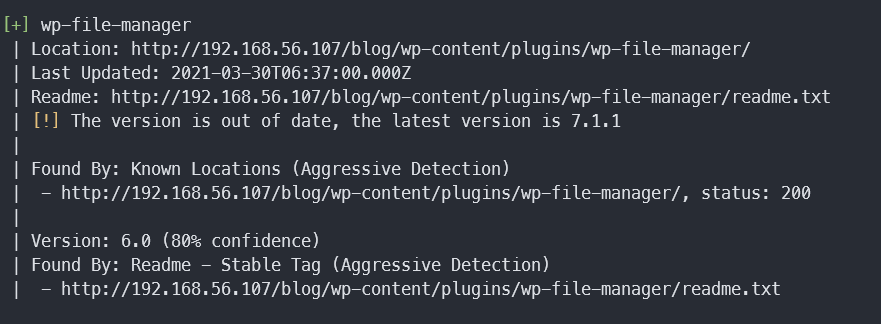 [+] wp-file-manager
| Location: http://192.168.56.107/blog/wp-content/plugins/wp-file-manager/
| Last Updated: 2021-03-30T06:37:00.000Z
| Readme: http://192.168.56.107/blog/wp-content/plugins/wp-file-manager/readme.txt
| [!] The version is out of date, the latest version is 7.1.1
|
| Found By: Known Locations (Aggressive Detection)
|  - http://192.168.56.107/blog/wp-content/plugins/wp-file-manager/, status: 200
|
| Version: 6.0 (80% confidence)
| Found By: Readme - Stable Tag (Aggressive Detection)
|  - http://192.168.56.107/blog/wp-content/plugins/wp-file-manager/readme.txt